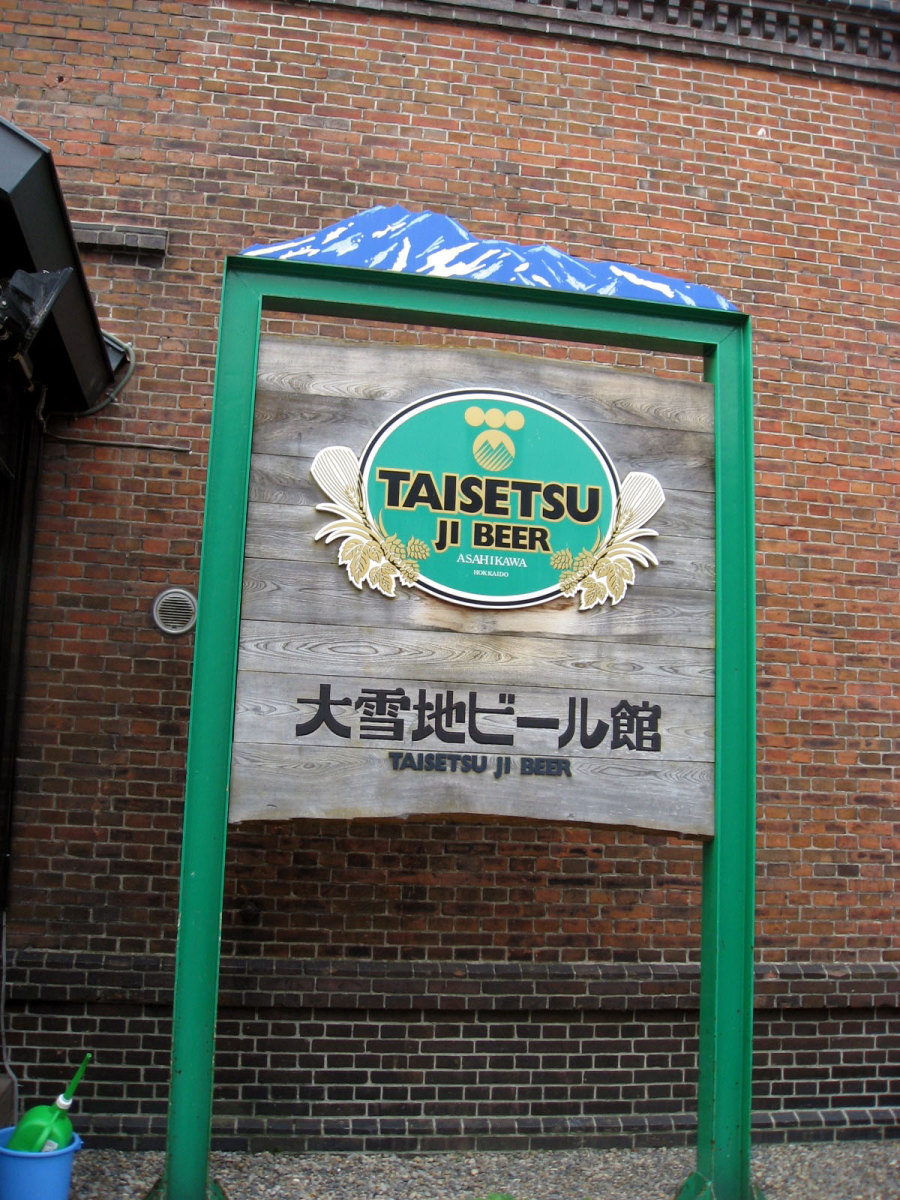 TAISETSU
JI BEER
ASAHIKAWA
HOKKAIDO
大雪地ビール館
TAISETSU JI BEER